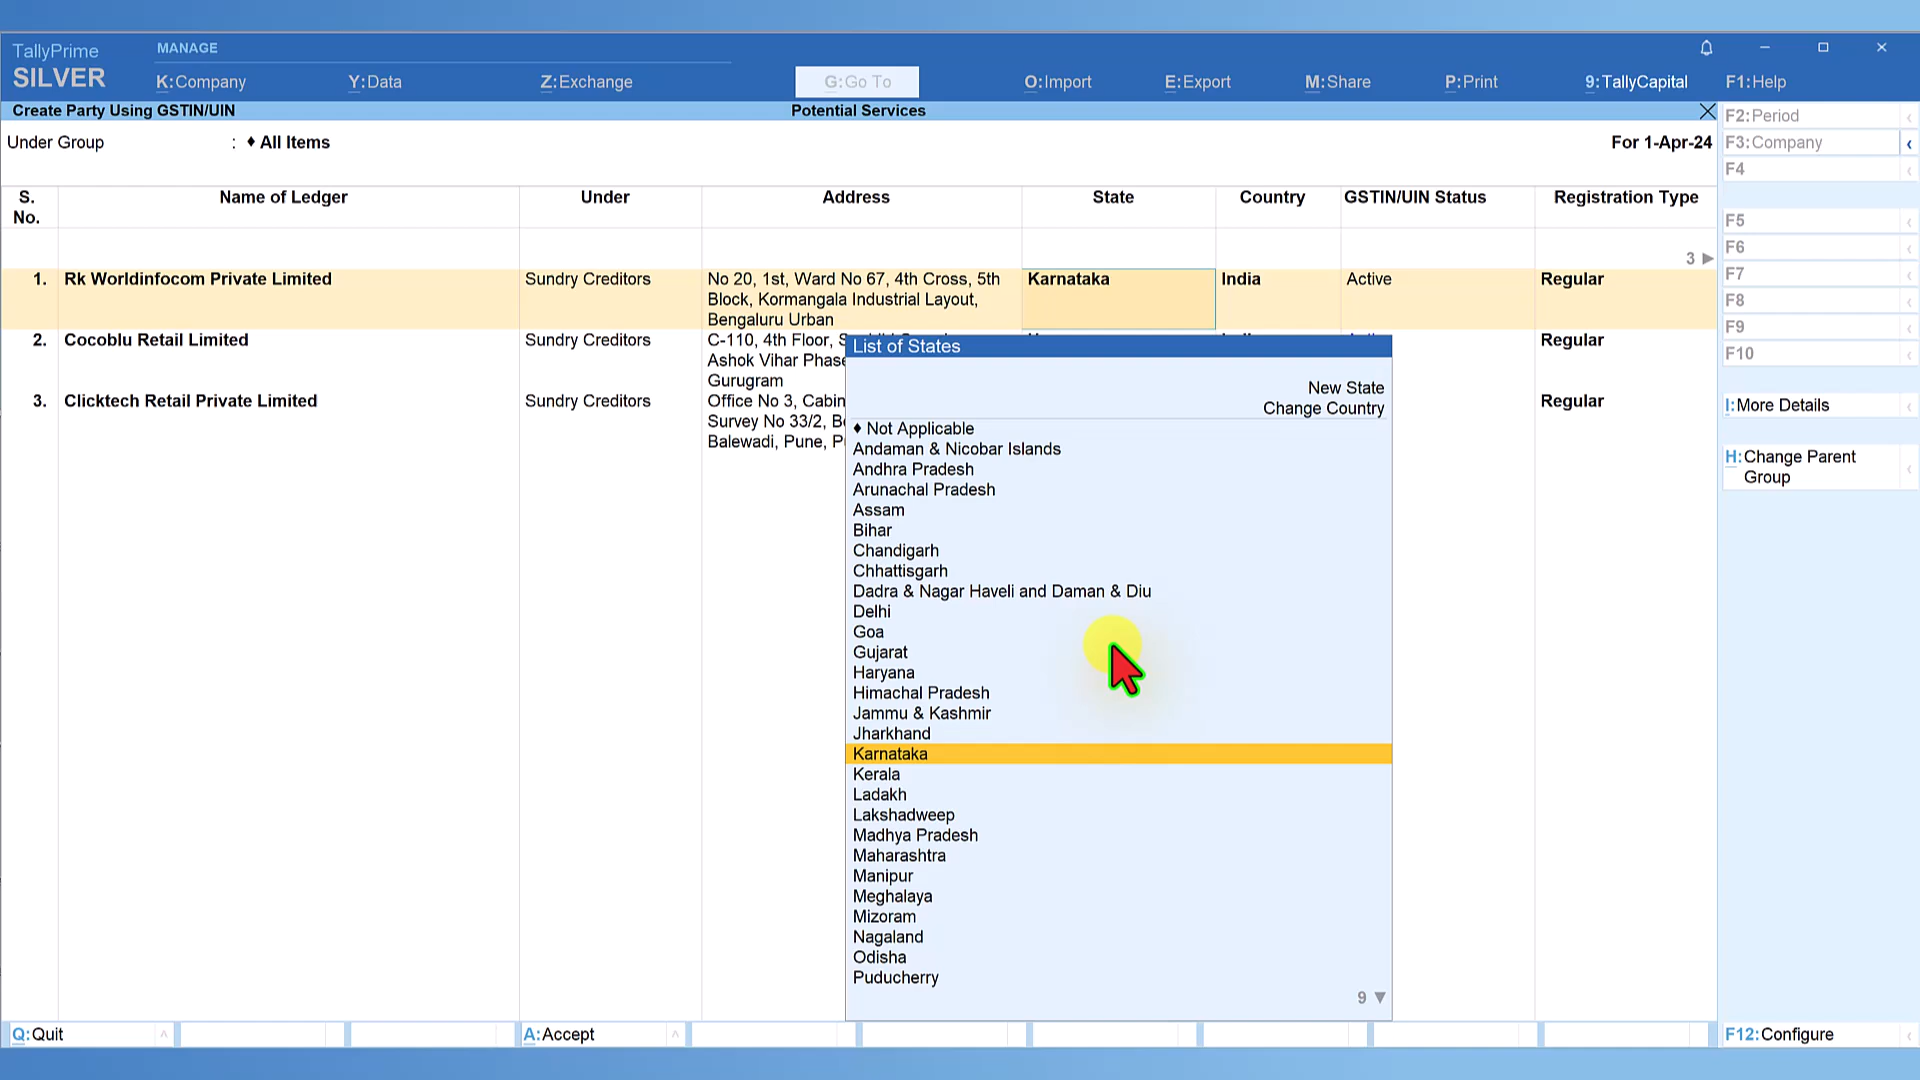 TallyPrime
SILVER
MANAGE
K:Company
Y:Data
Z:Exchange
G:Go To
O:Import
E:Export
M:Share
P:Print
9:TallyCapital
F1:Help
Create Party Using GSTIN/UIN
Potential Services
Under Group : ♦ All Items
For 1-Apr-24
S. No.
Name of Ledger
Under
Address
State
Country
GSTIN/UIN Status
Registration Type
3 ▶
1. Rk Worldinfocom Private Limited
Sundry Creditors
No 20, 1st, Ward No 67, 4th Cross, 5th
Block, Kormangala Industrial Layout,
Bengaluru Urban
Karnataka
India
Active
Regular
2. Cocoblu Retail Limited
Sundry Creditors
C-110, 4th Floor,
Ashok Vihar Phase
Gurugram
Regular
3. Clicktech Retail Private Limited
Sundry Creditors
Office No 3, Cabin
Survey No 33/2,
Balewadi, Pune,
Regular
List of States
New State
Change Country
♦ Not Applicable
Andaman & Nicobar Islands
Andhra Pradesh
Arunachal Pradesh
Assam
Bihar
Chandigarh
Chhattisgarh
Dadra & Nagar Haveli and Daman & Diu
Delhi
Goa
Gujarat
Haryana
Himachal Pradesh
Jammu & Kashmir
Jharkhand
Karnataka
Kerala
Ladakh
Lakshadweep
Madhya Pradesh
Maharashtra
Manipur
Meghalaya
Mizoram
Nagaland
Odisha
Puducherry
9 ▼
F2:Period
F3:Company
F4
F5
F6
F7
F8
F9
F10
I:More Details
H:Change Parent
Group
Q:Quit
A:Accept
F12:Configure